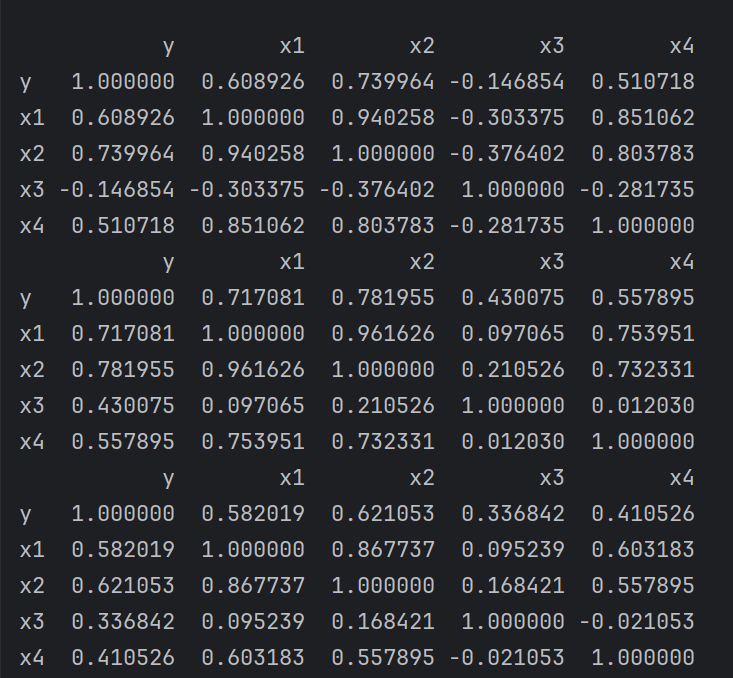 y x1 x2 x3 x4
y 1.000000 0.608926 0.739964 -0.146854 0.510718
x1 0.608926 1.000000 0.940258 -0.303375 0.851062
x2 0.739964 0.940258 1.000000 -0.376402 0.803783
x3 -0.146854 -0.303375 -0.376402 1.000000 -0.281735
x4 0.510718 0.851062 0.803783 -0.281735 1.000000
y x1 x2 x3 x4
y 1.000000 0.717081 0.781955 0.430075 0.557895
x1 0.717081 1.000000 0.961626 0.097065 0.753951
x2 0.781955 0.961626 1.000000 0.210526 0.732331
x3 0.430075 0.097065 0.210526 1.000000 0.012030
x4 0.557895 0.753951 0.732331 0.012030 1.000000
y x1 x2 x3 x4
y 1.000000 0.582019 0.621053 0.336842 0.410526
x1 0.582019 1.000000 0.867737 0.095239 0.603183
x2 0.621053 0.867737 1.000000 0.168421 0.557895
x3 0.336842 0.095239 0.168421 1.000000 -0.021053
x4 0.410526 0.603183 0.557895 -0.021053 1.000000